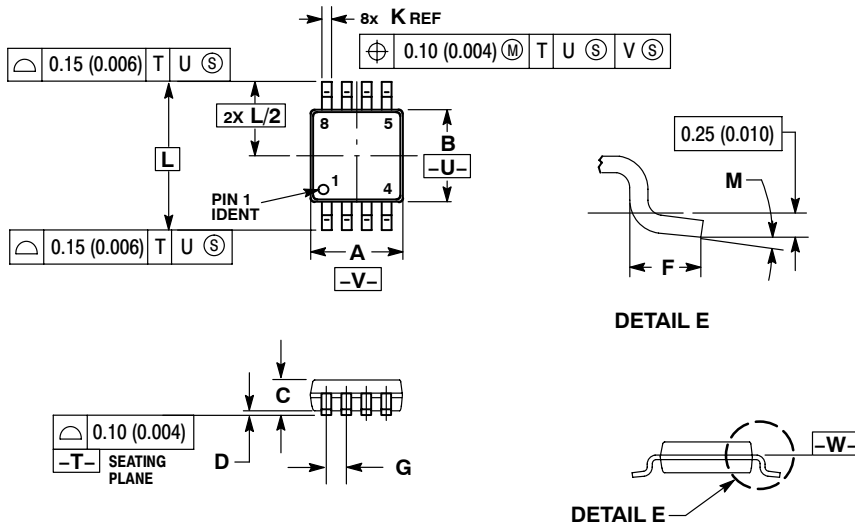 8x K REF
⌖ 0.10 (0.004) Ⓜ T U Ⓢ V Ⓢ
⌓ 0.15 (0.006) T U Ⓢ
2X L/2
L
8 5
B
–U–
PIN 1
IDENT
1 4
⌓ 0.15 (0.006) T U Ⓢ
A
–V–
0.25 (0.010)
M
F
DETAIL E
C
⌓ 0.10 (0.004)
–T– SEATING
PLANE
D
G
–W–
DETAIL E